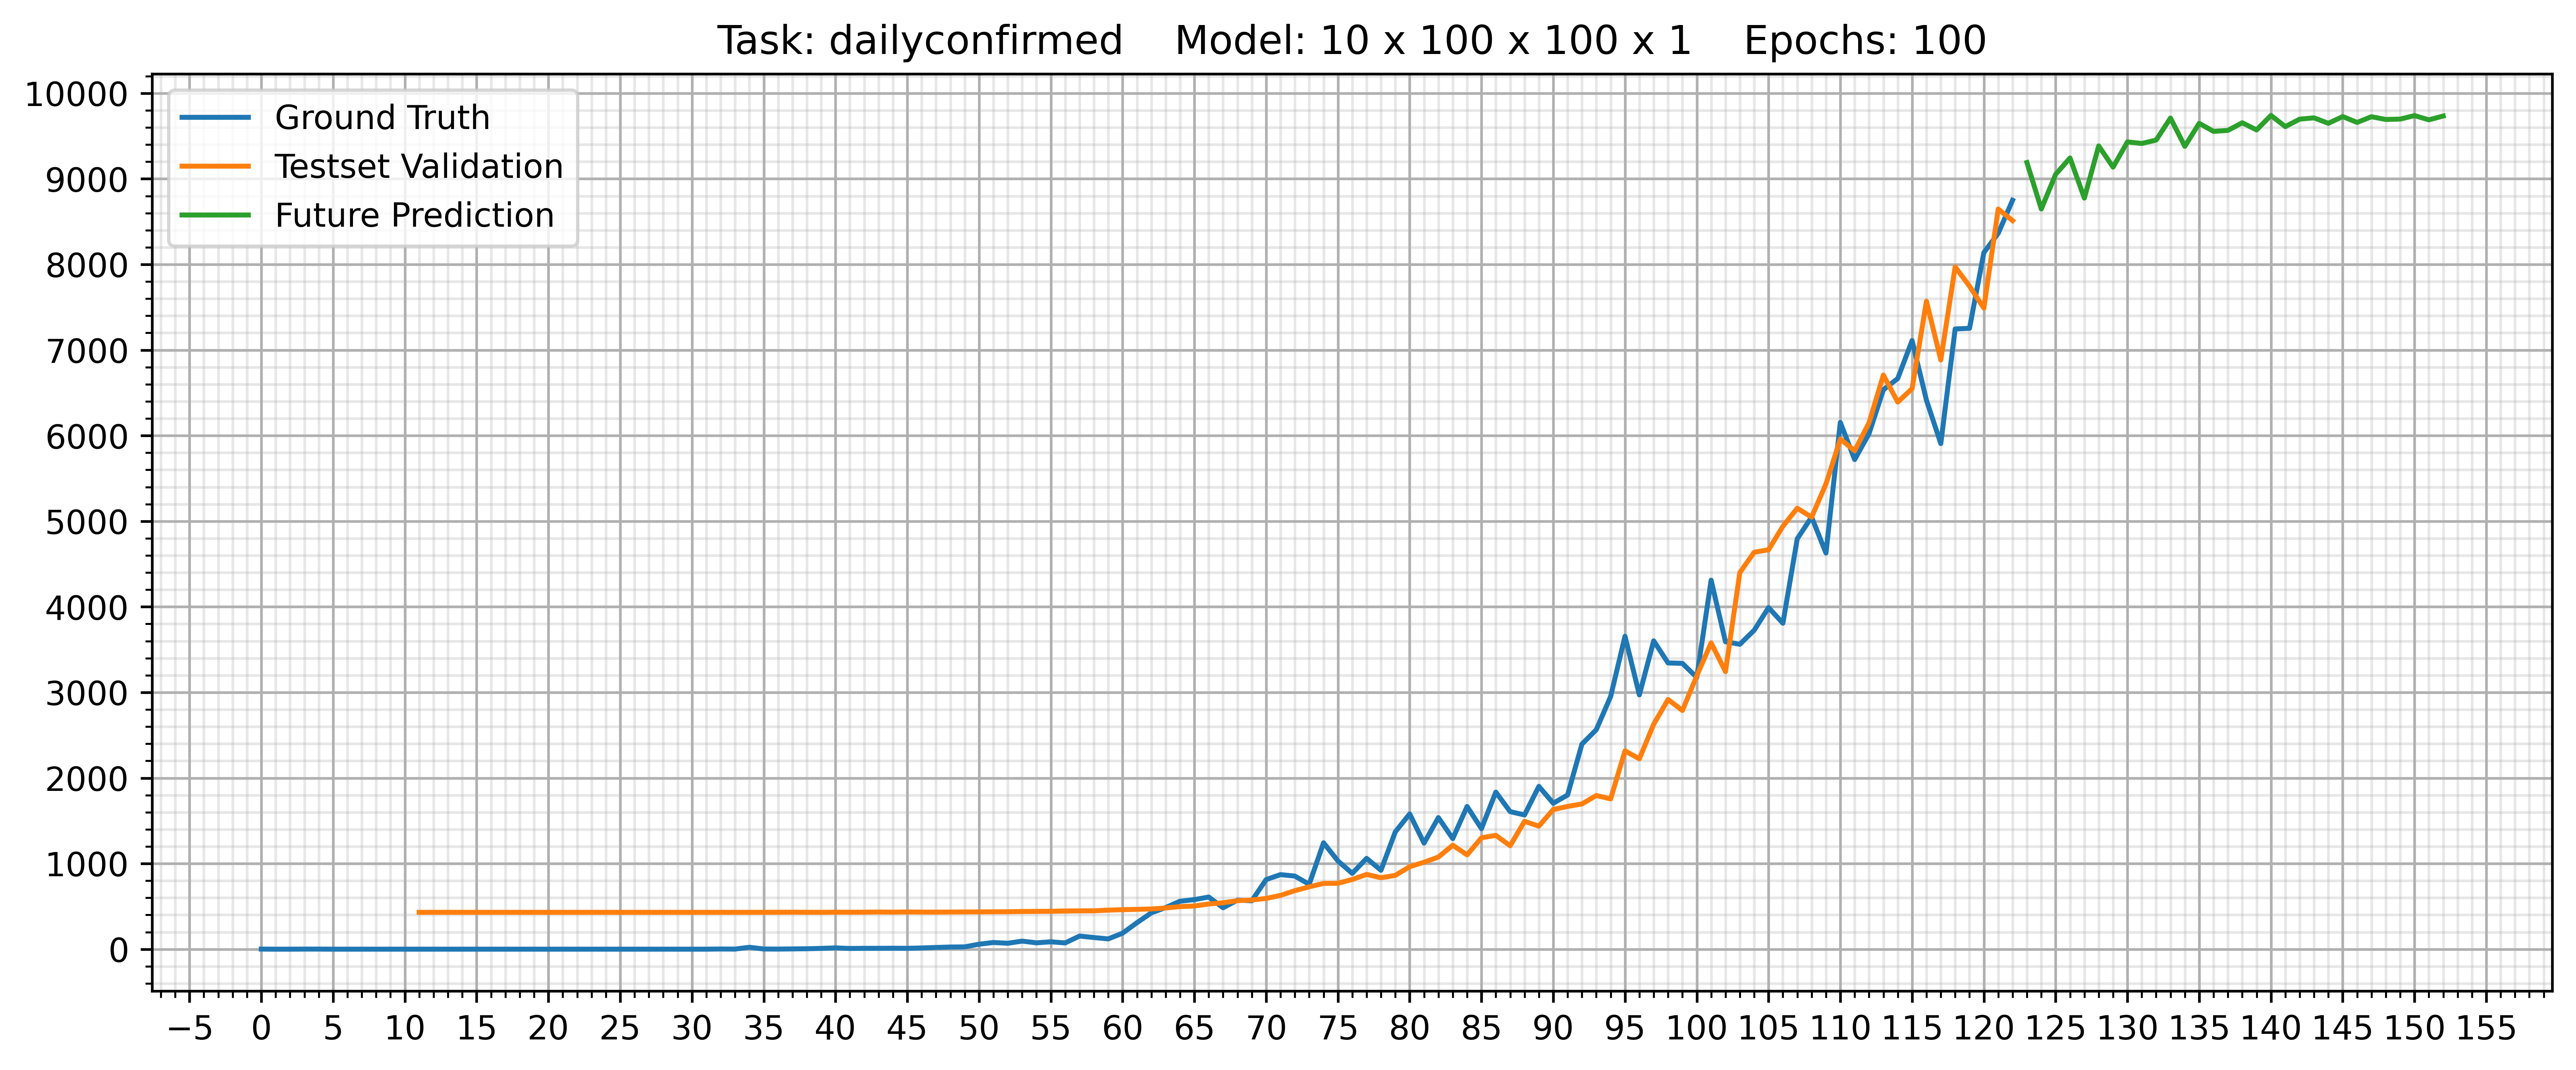 Task: dailyconfirmed    Model: 10 x 100 x 100 x 1    Epochs: 100
10000
9000
8000
7000
6000
5000
4000
3000
2000
1000
0
Ground Truth
Testset Validation
Future Prediction
−5 0 5 10 15 20 25 30 35 40 45 50 55 60 65 70 75 80 85 90 95 100 105 110 115 120 125 130 135 140 145 150 155